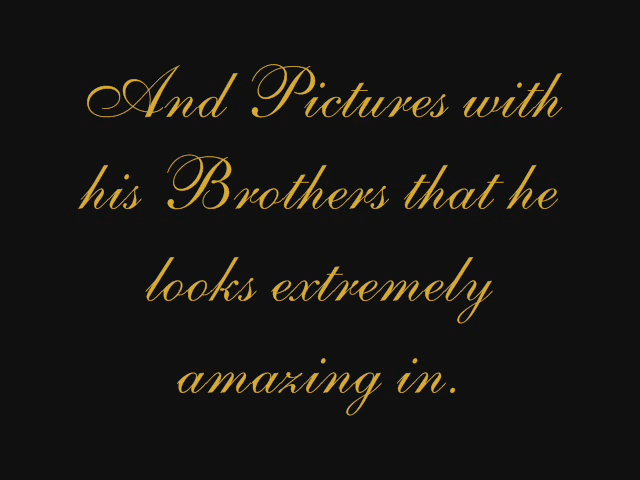 And Pictures with
his Brothers that he
looks extremely
amazing in.